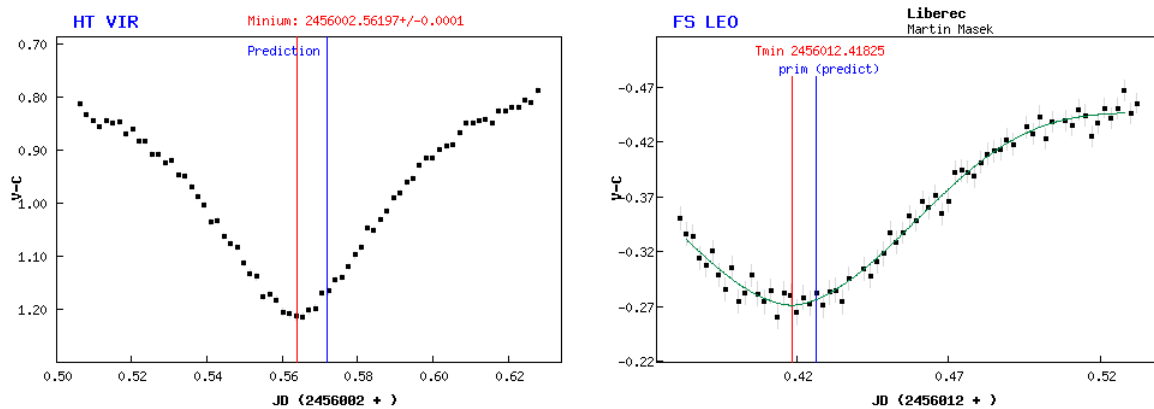 HT VIR
Minium: 2456002.56197+/-0.0001
Prediction
0.70
0.80
0.90
1.00
1.10
1.20
V-C
0.50
0.52
0.54
0.56
0.58
0.60
0.62
JD (2456002 + )
FS LEO
Liberec
Martin Masek
Tmin 2456012.41825
prim (predict)
-0.47
-0.42
-0.37
-0.32
-0.27
-0.22
V-C
0.42
0.47
0.52
JD (2456012 + )